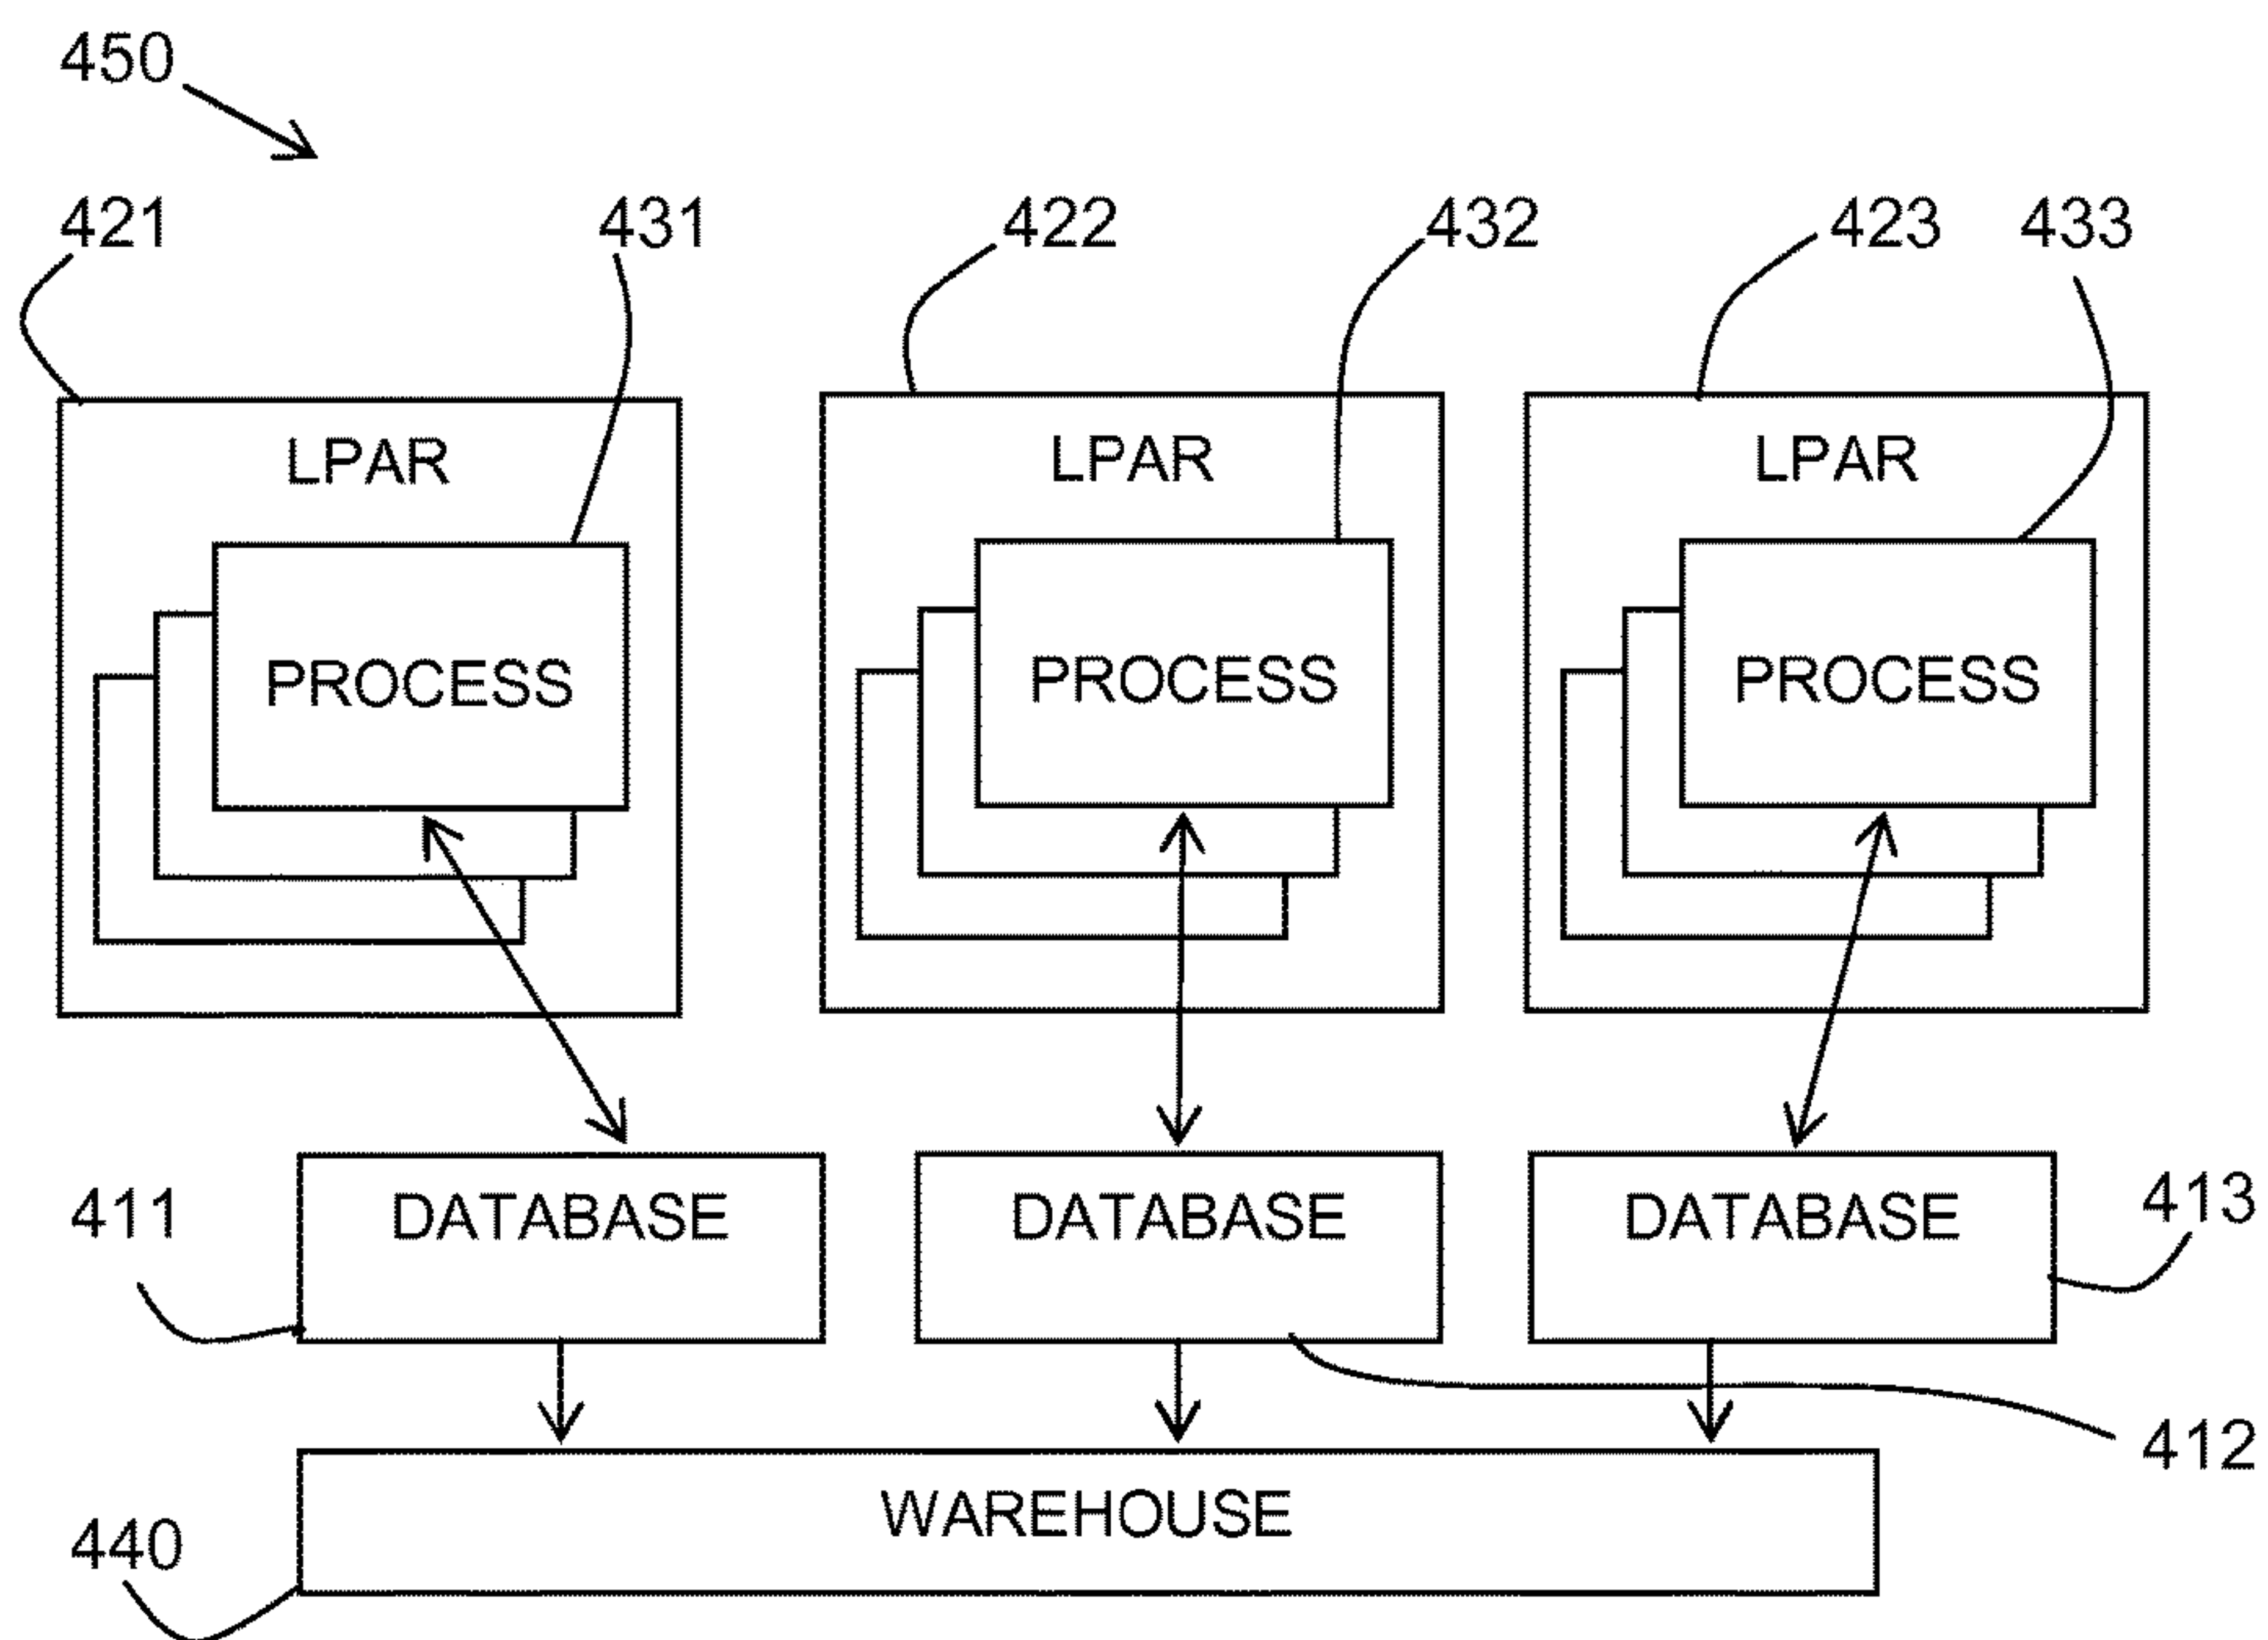 450
421 431 422 432 423 433
LPAR LPAR LPAR
PROCESS PROCESS PROCESS
411 DATABASE DATABASE DATABASE 413
412
WAREHOUSE
440